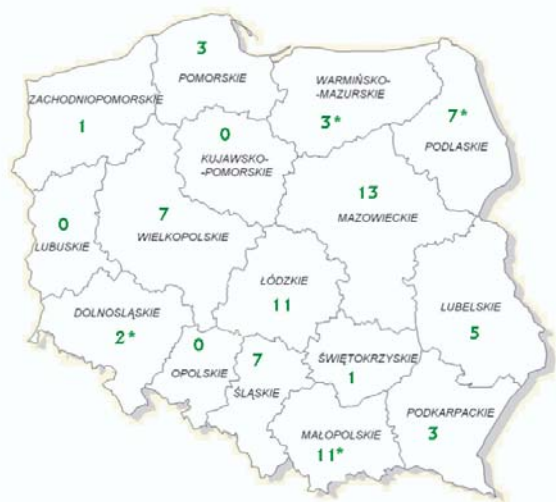 3
POMORSKIE
WARMIŃSKO-
-MAZURSKIE
3*
ZACHODNIOPOMORSKIE
1
7*
PODLASKIE
0
KUJAWSKO-
-POMORSKIE
13
MAZOWIECKIE
0
LUBUSKIE
7
WIELKOPOLSKIE
ŁÓDZKIE
11
DOLNOSLĄSKIE
2*
LUBELSKIE
5
0
OPOLSKIE
7
ŚLĄSKIE
ŚWIĘTOKRZYSKIE
1
MAŁOPOLSKIE
11*
PODKARPACKIE
3